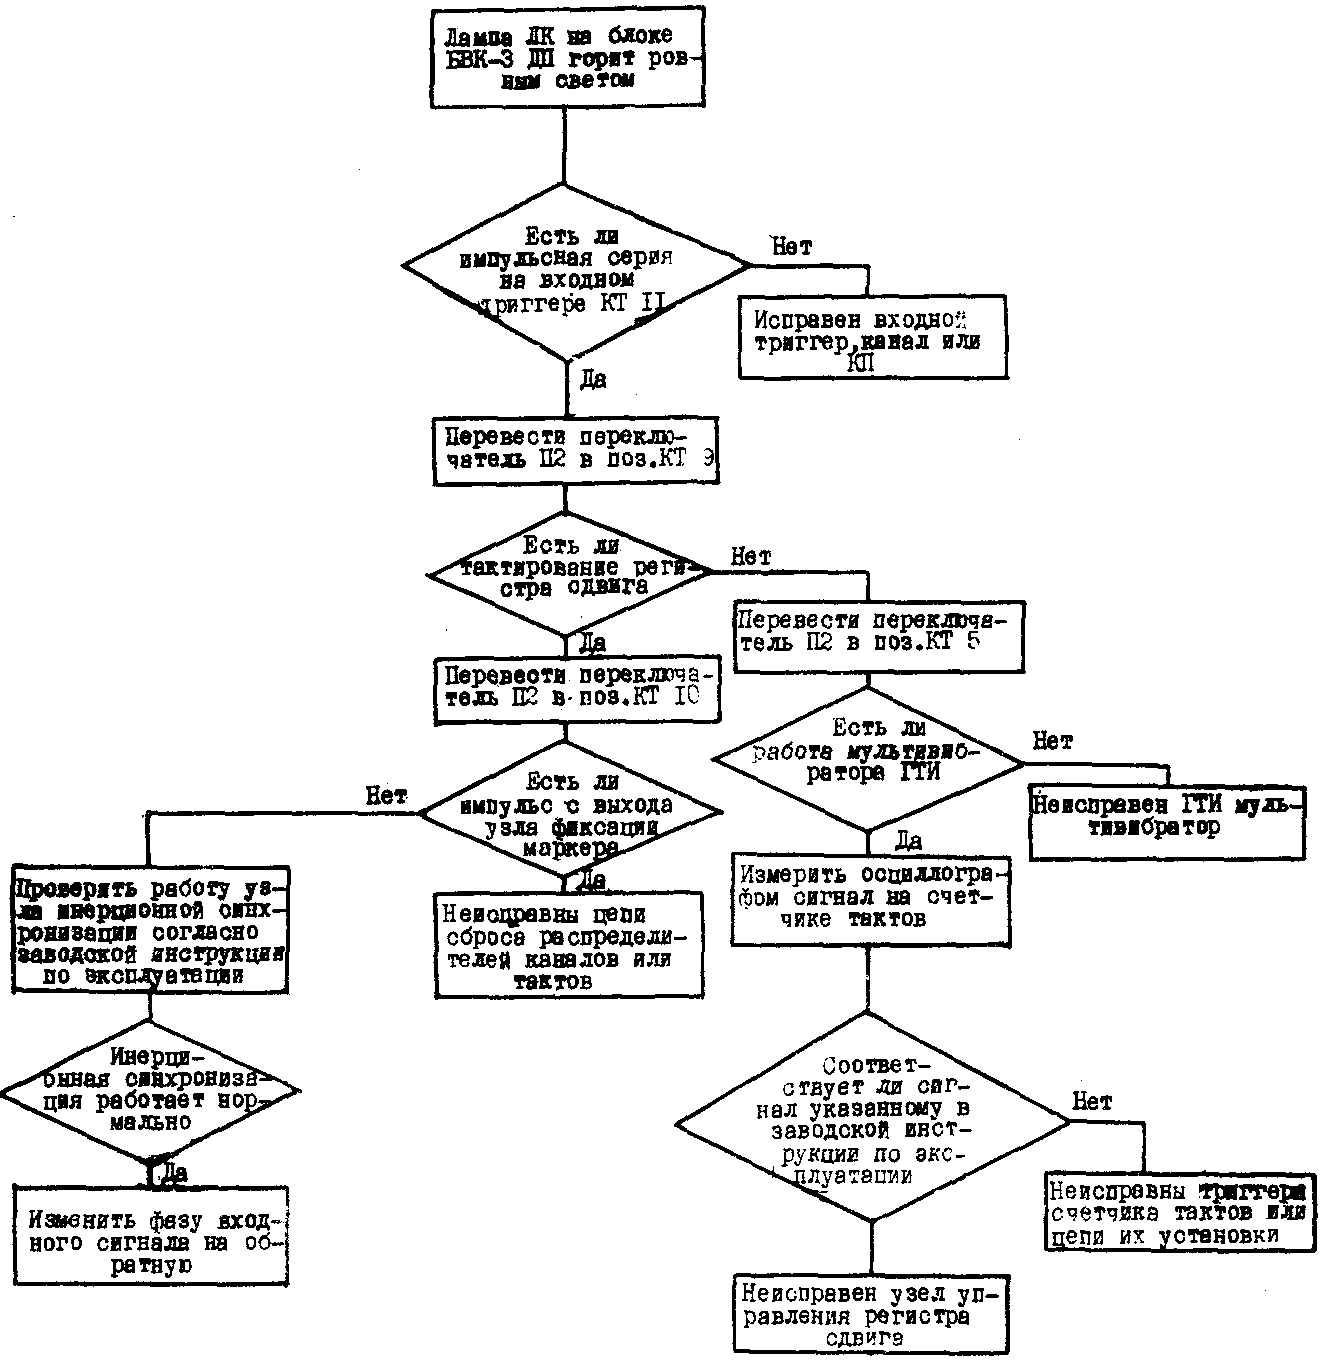 Лампа ЛК на блоке
БВК-3 ДП горит ров-
ным светом
Есть ли
импульсная серия
на входном
триггере КТ II
Нет
Исправен входной
триггер, канал или
КП
Да
Перевести переклю-
чатель П2 в поз.КТ 9
Есть ли
тактирование реги-
стра сдвига
Нет
Перевести переключа-
тель П2 в поз.КТ 5
Да
Перевести переключа-
тель П2 в поз.КТ 10
Есть ли
работа мультивиб-
ратора ГТИ
Нет
Неисправен ГТИ муль-
тивибратор
Есть ли
импульс с выхода
узла фиксации
маркера
Нет
Да
Измерить осциллогра-
фом сигнал на счет-
чике тактов
Проверять работу уз-
ла инерционной синх-
ронизации согласно
заводской инструкции
по эксплуатации
Да
Неисправны цепи
сброса распредели-
телей каналов или
тактов
Инерци-
онная синхрониза-
ция работает нор-
мально
Соответ-
ствует ли сиг-
нал указанному в
заводской инст-
рукции по экс-
плуатации
Нет
Неисправны триггеры
счетчика тактов или
цепи их установки
Да
Изменить фазу вход-
ного сигнала на об-
ратную
Неисправен узел уп-
равления регистра
сдвига